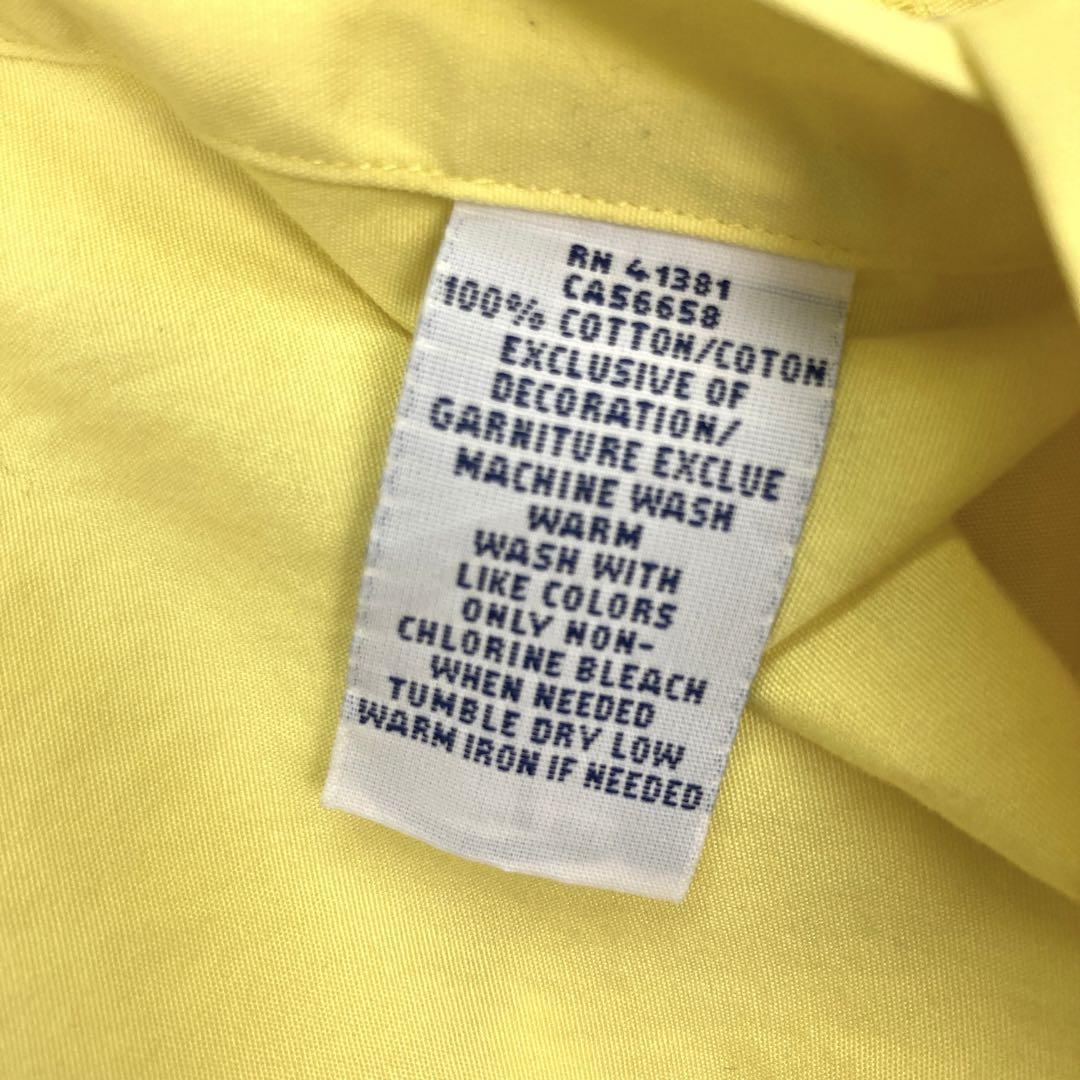 RN 41381
CA56658
100% COTTON/COTON
EXCLUSIVE OF
DECORATION/
GARNITURE EXCLUE
MACHINE WASH
WARM
WASH WITH
LIKE COLORS
ONLY NON-
CHLORINE BLEACH
WHEN NEEDED
TUMBLE DRY LOW
WARM IRON IF NEEDED